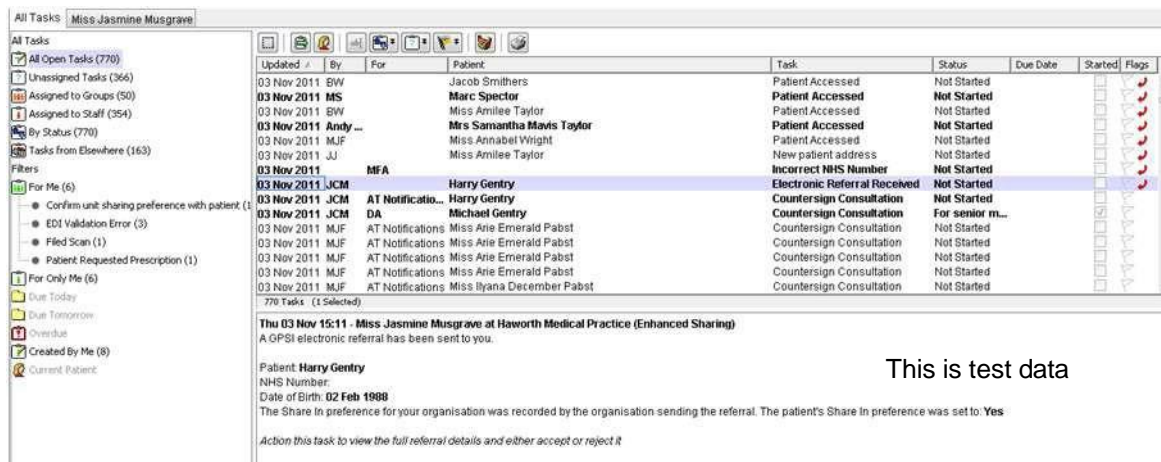 All Tasks Miss Jasmine Musgrave
All Tasks
All Open Tasks (770)
Unassigned Tasks (366)
Assigned to Groups (50)
Assigned to Staff (354)
By Status (770)
Tasks from Elsewhere (163)
Filters
For Me (6)
Confirm unit sharing preference with patient (1
EDI Validation Error (3)
Filed Scan (1)
Patient Requested Prescription (1)
For Only Me (6)
Due Today
Due Tomorrow
Overdue
Created By Me (8)
Current Patient
Updated By For Patient Task Status Due Date Started Flags
03 Nov 2011 BW Jacob Smithers Patient Accessed Not Started
03 Nov 2011 MS Marc Spector Patient Accessed Not Started
03 Nov 2011 BW Miss Amilee Taylor Patient Accessed Not Started
03 Nov 2011 Andy ... Mrs Samantha Mavis Taylor Patient Accessed Not Started
03 Nov 2011 MJF Miss Annabel Wright Patient Accessed Not Started
03 Nov 2011 JJ Miss Amilee Taylor New patient address Not Started
03 Nov 2011 MFA Incorrect NHS Number Not Started
03 Nov 2011 JCM Harry Gentry Electronic Referral Received Not Started
03 Nov 2011 JCM AT Notificatio... Harry Gentry Countersign Consultation Not Started
03 Nov 2011 JCM DA Michael Gentry Countersign Consultation For senior m...
03 Nov 2011 MJF AT Notifications Miss Arie Emerald Pabst Countersign Consultation Not Started
03 Nov 2011 MJF AT Notifications Miss Arie Emerald Pabst Countersign Consultation Not Started
03 Nov 2011 MJF AT Notifications Miss Arie Emerald Pabst Countersign Consultation Not Started
03 Nov 2011 MJF AT Notifications Miss Arie Emerald Pabst Countersign Consultation Not Started
03 Nov 2011 MJF AT Notifications Miss Ilyana December Pabst Countersign Consultation Not Started
770 Tasks (1 Selected)
Thu 03 Nov 15:11 - Miss Jasmine Musgrave at Haworth Medical Practice (Enhanced Sharing)
A GPSI electronic referral has been sent to you.
Patient: Harry Gentry
NHS Number:
Date of Birth: 02 Feb 1988
The Share In preference for your organisation was recorded by the organisation sending the referral. The patient's Share In preference was set to: Yes
Action this task to view the full referral details and either accept or reject it
This is test data